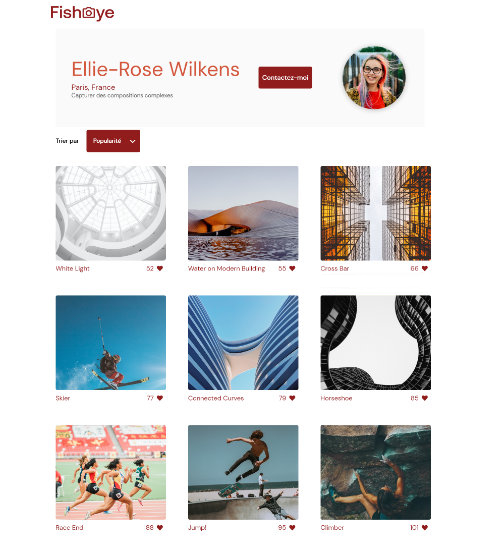 FishEye
Ellie-Rose Wilkens
Paris, France
Capturer des compositions complexes
Contactez-moi
Trier par
Popularité
White Light 52
Water on Modern Building 55
Cross Bar 66
Skier 77
Connected Curves 79
Horseshoe 85
Race End 88
Jump! 95
Climber 101